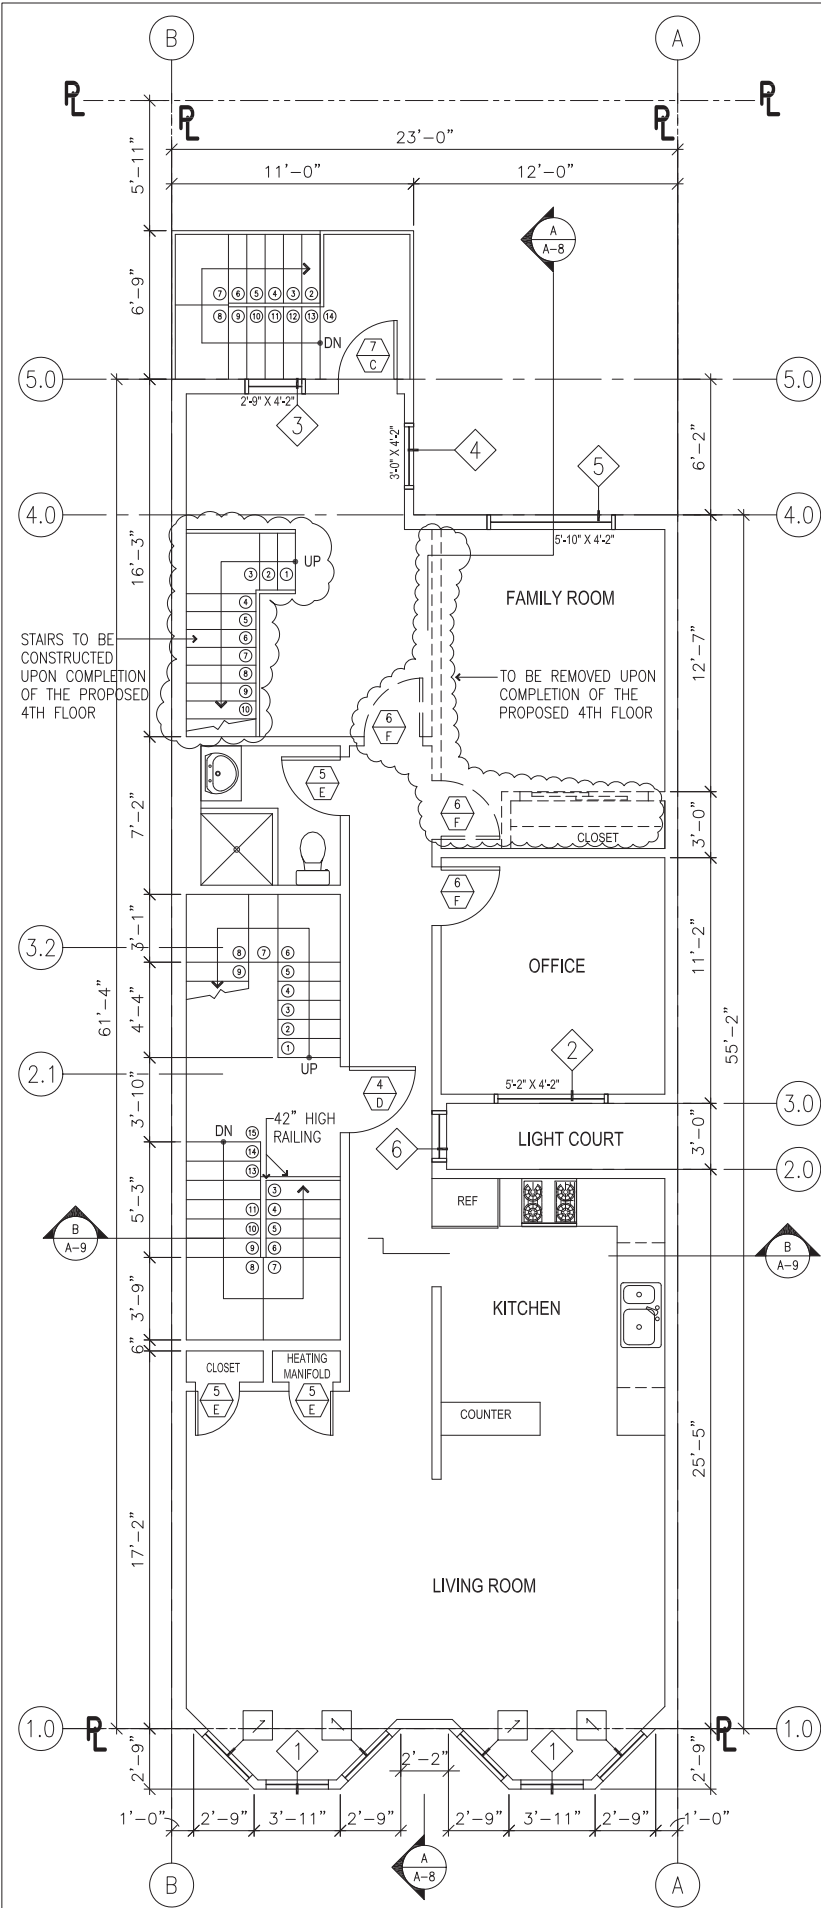 B
A
PL
PL
PL
PL
23'-0"
5'-11"
11'-0"
12'-0"
A
A-8
6'-9"
7
6
5
4
3
2
8
9
10
11
12
13
14
DN
7
C
5.0
5.0
2'-9" X 4'-2"
3
3'-0" X 4'-2"
4
5
6'-2"
4.0
4.0
5'-10" X 4'-2"
16'-3"
UP
3
2
1
4
5
6
7
8
9
10
FAMILY ROOM
12'-7"
STAIRS TO BE
CONSTRUCTED
UPON COMPLETION
OF THE PROPOSED
4TH FLOOR
TO BE REMOVED UPON
COMPLETION OF THE
PROPOSED 4TH FLOOR
6
F
5
E
6
F
7'-2"
CLOSET
3'-0"
6
F
3'-1"
3.2
8
7
6
9
5
4
3
2
1
OFFICE
11'-2"
61'-4"
4'-4"
55'-2"
2
5'-2" X 4'-2"
UP
2.1
4
D
3.0
3'-10"
DN
15
14
13
42" HIGH
RAILING
6
LIGHT COURT
3'-0"
2.0
3
11
4
10
5
9
6
8
7
REF
5'-3"
B
A-9
B
A-9
KITCHEN
3'-9"
6"
CLOSET
HEATING
MANIFOLD
5
E
5
E
COUNTER
25'-5"
17'-2"
LIVING ROOM
1.0
PL
PL
1.0
1
1
2'-9"
2'-2"
2'-9"
1'-0"
2'-9"
3'-11"
2'-9"
2'-9"
3'-11"
2'-9"
1'-0"
A
A-8
B
A